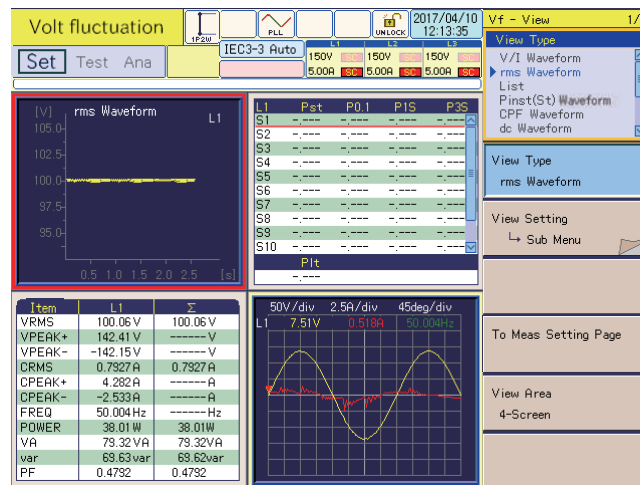 Volt fluctuation
1P2W
PLL
UNLOCK
2017/04/10
12:13:35
Set Test Ana
IEC3-3 Auto
L1 L2 L3
150V SC 150V SC 150V SC
5.00A SC 5.00A SC 5.00A SC
Vf - View 1/
View Type
V/I Waveform
rms Waveform
List
Pinst(St) Waveform
CPF Waveform
dc Waveform
View Type
rms Waveform
View Setting
Sub Menu
To Meas Setting Page
View Area
4-Screen
[V] rms Waveform L1
105.0
102.5
100.0
97.5
95.0
0.5 1.0 1.5 2.0 2.5 [s]
L1 Pst P0.1 P1S P3S
S1 -.--- -.--- -.--- -.---
S2 -.--- -.--- -.--- -.---
S3 -.--- -.--- -.--- -.---
S4 -.--- -.--- -.--- -.---
S5 -.--- -.--- -.--- -.---
S6 -.--- -.--- -.--- -.---
S7 -.--- -.--- -.--- -.---
S8 -.--- -.--- -.--- -.---
S9 -.--- -.--- -.--- -.---
S10 -.--- -.--- -.--- -.---
Plt
-.---
Item L1 Σ
VRMS 100.06 V 100.06 V
VPEAK+ 142.41 V ------ V
VPEAK- -142.15 V ------ V
CRMS 0.7927 A 0.7927 A
CPEAK+ 4.282 A ------ A
CPEAK- -2.533 A ------ A
FREQ 50.004 Hz ------ Hz
POWER 38.01 W 38.01 W
VA 79.32 VA 79.32 VA
var 69.63 var 69.62 var
PF 0.4792 0.4792
50V/div 2.5A/div 45deg/div
L1 7.51V 0.518A 50.004Hz